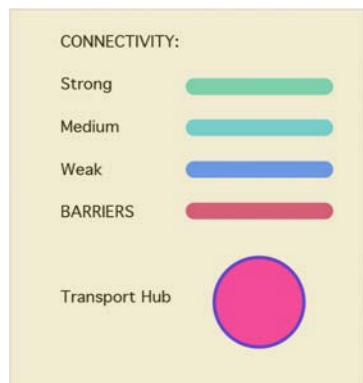 CONNECTIVITY:
Strong
Medium
Weak
BARRIERS
Transport Hub